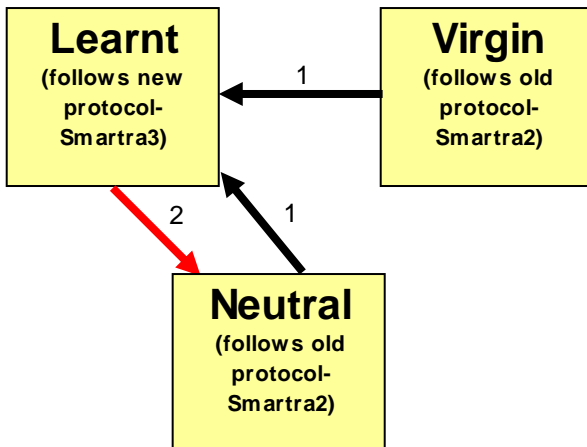 Learnt
(follows new
protocol-
Smartra3)
1
Virgin
(follows old
protocol-
Smartra2)
2
1
Neutral
(follows old
protocol-
Smartra2)